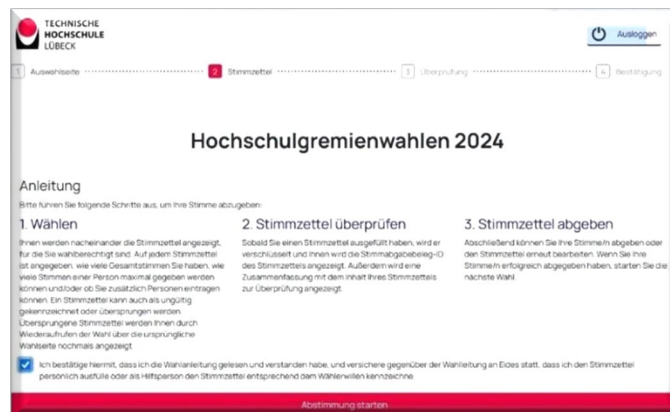 TECHNISCHE
HOCHSCHULE
LÜBECK
Ausloggen
1 Auswahlseite
2 Stimmzettel
3 Überprüfung
4 Bestätigung
Hochschulgremienwahlen 2024
Anleitung
Bitte führen Sie folgende Schritte aus, um Ihre Stimme abzugeben:
1. Wählen
Ihnen werden nacheinander die Stimmzettel angezeigt,
für die Sie wahlberechtigt sind. Auf jedem Stimmzettel
ist angegeben, wie viele Gesamtstimmen Sie haben, wie
viele Stimmen einer Person maximal gegeben werden
können und/oder ob Sie zusätzlich Personen eintragen
können. Ein Stimmzettel kann auch als ungültig
gekennzeichnet oder übersprungen werden.
Übersprungene Stimmzettel werden Ihnen durch
Wiederaufrufen der Wahl über die ursprüngliche
Wahlseite nochmals angezeigt
2. Stimmzettel überprüfen
Sobald Sie einen Stimmzettel ausgefüllt haben, wird er
verschlüsselt und Ihnen wird die Stimmabgabebeleg-ID
des Stimmzettels angezeigt. Außerdem wird eine
Zusammenfassung mit dem Inhalt Ihres Stimmzettels
zur Überprüfung angezeigt.
3. Stimmzettel abgeben
Abschließend können Sie Ihre Stimme/n abgeben oder
den Stimmzettel erneut bearbeiten. Wenn Sie Ihre
Stimme/n erfolgreich abgegeben haben, starten Sie die
nächste Wahl.
Ich bestätige hiermit, dass ich die Wahlanleitung gelesen und verstanden habe, und versichere gegenüber der Wahlleitung an Eides statt, dass ich den Stimmzettel
persönlich ausfülle oder als Hilfsperson den Stimmzettel entsprechend dem Wählerwillen kennzeichne.
Abstimmung starten